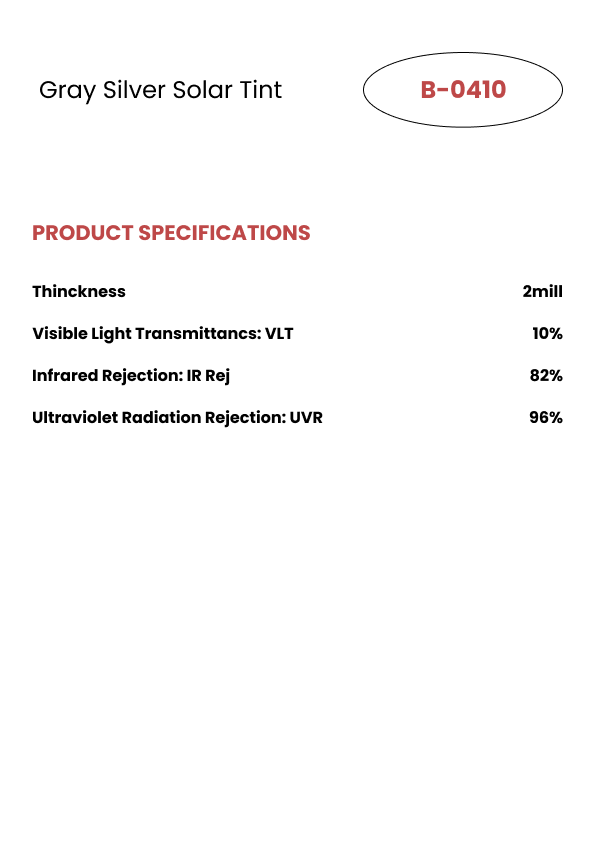 Gray Silver Solar Tint B-0410
PRODUCT SPECIFICATIONS
Thinckness 2mill
Visible Light Transmittancs: VLT 10%
Infrared Rejection: IR Rej 82%
Ultraviolet Radiation Rejection: UVR 96%